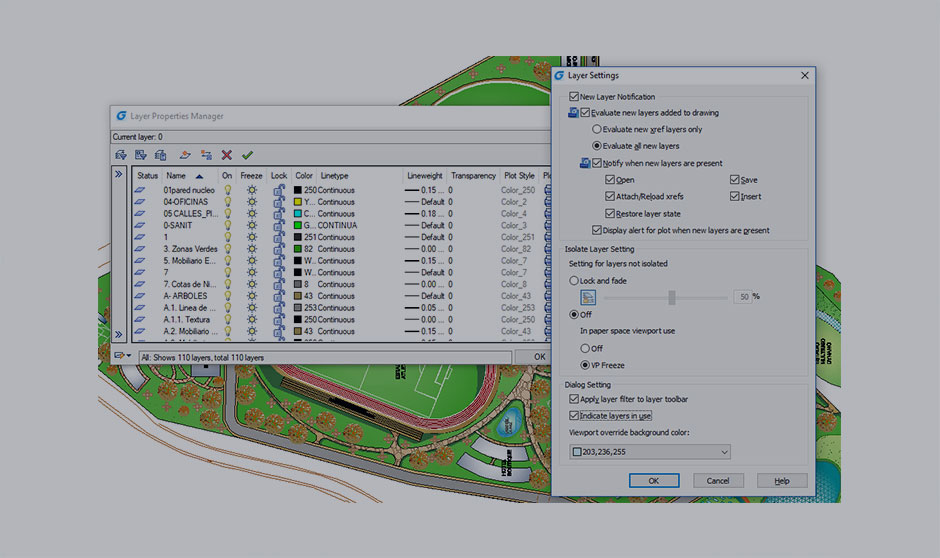 Layer Properties Manager
Current layer: 0
Status Name On Freeze Lock Color Linetype Lineweight Transparency Plot Style
01pared nucleo 250 Continuous 0.15 ... 0 Color_250
04-OFICINAS Y... Continuous Default 0 Color_2
05 CALLES_PI... C... Continuous 0.18 ... 0 Color_4
0-SANIT G... CONTINUA Default 0 Color_3
1 251 Continuous Default 0 Color_251
3. Zonas Verdes 82 Continuous 0.00 ... 0 Color_82
5. Mobiliario E... W... Continuous 0.15 ... 0 Color_7
7 W... Continuous Default 0 Color_7
7. Cotas de Ni... 8 Continuous 0.00 ... 0 Color_8
A- ARBOLES 43 Continuous Default 0 Color_43
A.1. Linea de ... 253 Continuous 0.05 ... 0 Color_253
A.1.1. Textura 250 Continuous 0.00 ... 0 Color_250
A.2. Mobiliario ... 43 Continuous 0.15 ... 0 Color_43
All: Shows 110 layers, total 110 layers
OK
Layer Settings
New Layer Notification
Evaluate new layers added to drawing
Evaluate new xref layers only
Evaluate all new layers
Notify when new layers are present
Open Save
Attach/Reload xrefs Insert
Restore layer state
Display alert for plot when new layers are present
Isolate Layer Setting
Setting for layers not isolated
Lock and fade
50 %
Off
In paper space viewport use
Off
VP Freeze
Dialog Setting
Apply layer filter to layer toolbar
Indicate layers in use
Viewport override background color:
203,236,255
OK Cancel Help